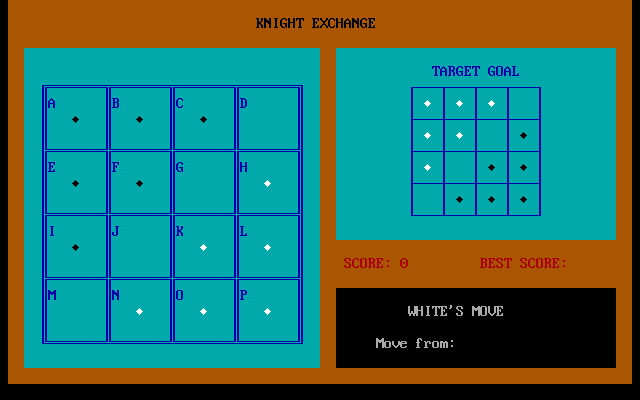 KNIGHT EXCHANGE
TARGET GOAL
A B C D
E F G H
I J K L
M N O P
SCORE: 0 BEST SCORE:
WHITE'S MOVE
Move from: